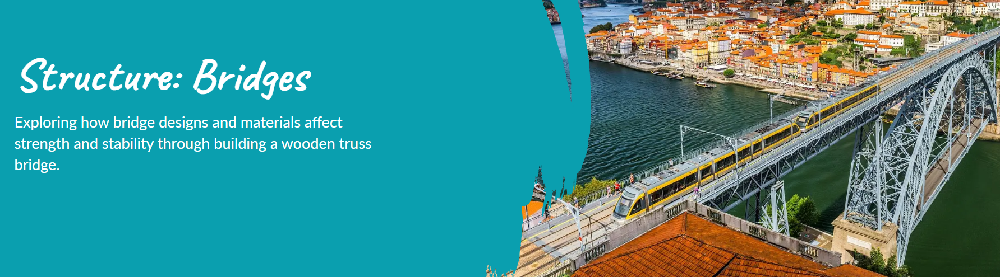 Structure: Bridges
Exploring how bridge designs and materials affect
strength and stability through building a wooden truss
bridge.